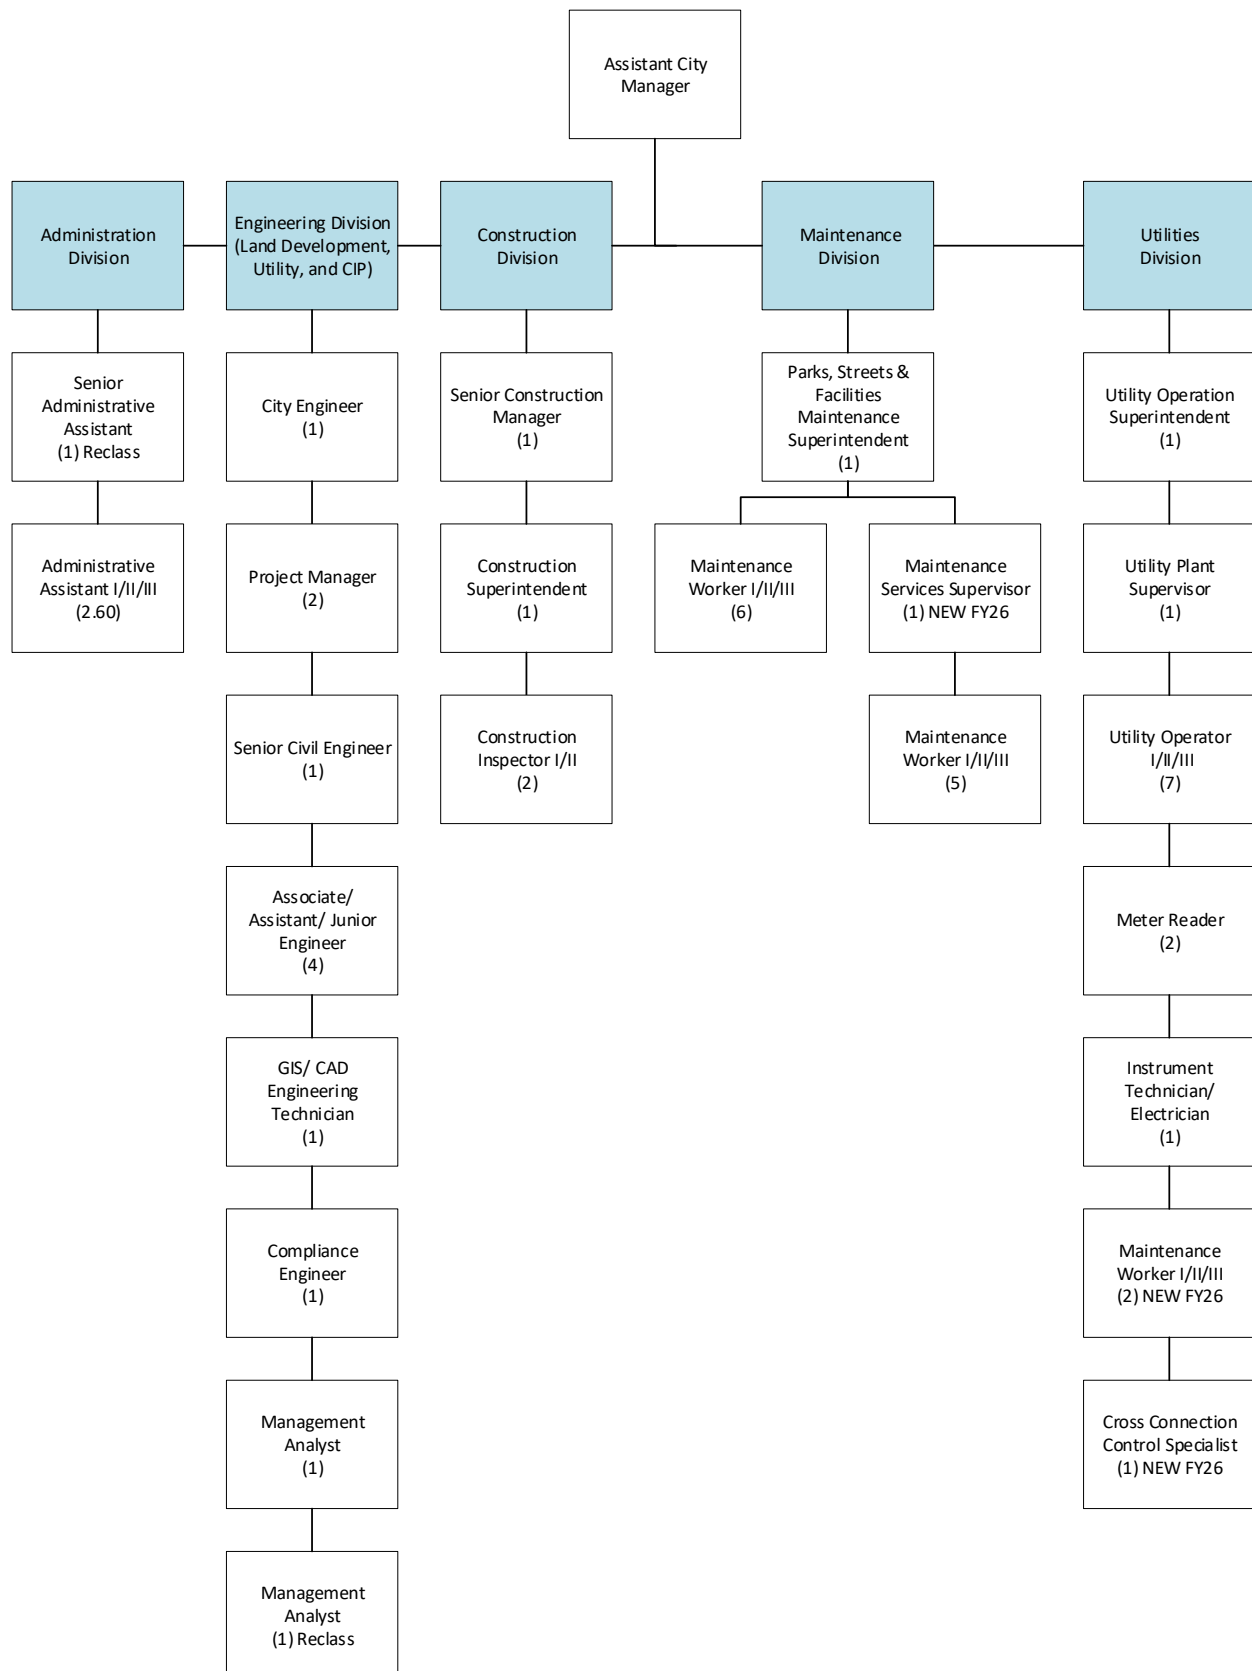 Assistant City
Manager
Administration
Division
Engineering Division
(Land Development,
Utility, and CIP)
Construction
Division
Maintenance
Division
Utilities
Division
Senior
Administrative
Assistant
(1) Reclass
City Engineer
(1)
Senior Construction
Manager
(1)
Parks, Streets &
Facilities
Maintenance
Superintendent
(1)
Utility Operation
Superintendent
(1)
Administrative
Assistant I/II/III
(2.60)
Project Manager
(2)
Construction
Superintendent
(1)
Maintenance
Worker I/II/III
(6)
Maintenance
Services Supervisor
(1) NEW FY26
Utility Plant
Supervisor
(1)
Senior Civil Engineer
(1)
Construction
Inspector I/II
(2)
Maintenance
Worker I/II/III
(5)
Utility Operator
I/II/III
(7)
Associate/
Assistant/ Junior
Engineer
(4)
Meter Reader
(2)
GIS/ CAD
Engineering
Technician
(1)
Instrument
Technician/
Electrician
(1)
Compliance
Engineer
(1)
Maintenance
Worker I/II/III
(2) NEW FY26
Management
Analyst
(1)
Cross Connection
Control Specialist
(1) NEW FY26
Management
Analyst
(1) Reclass